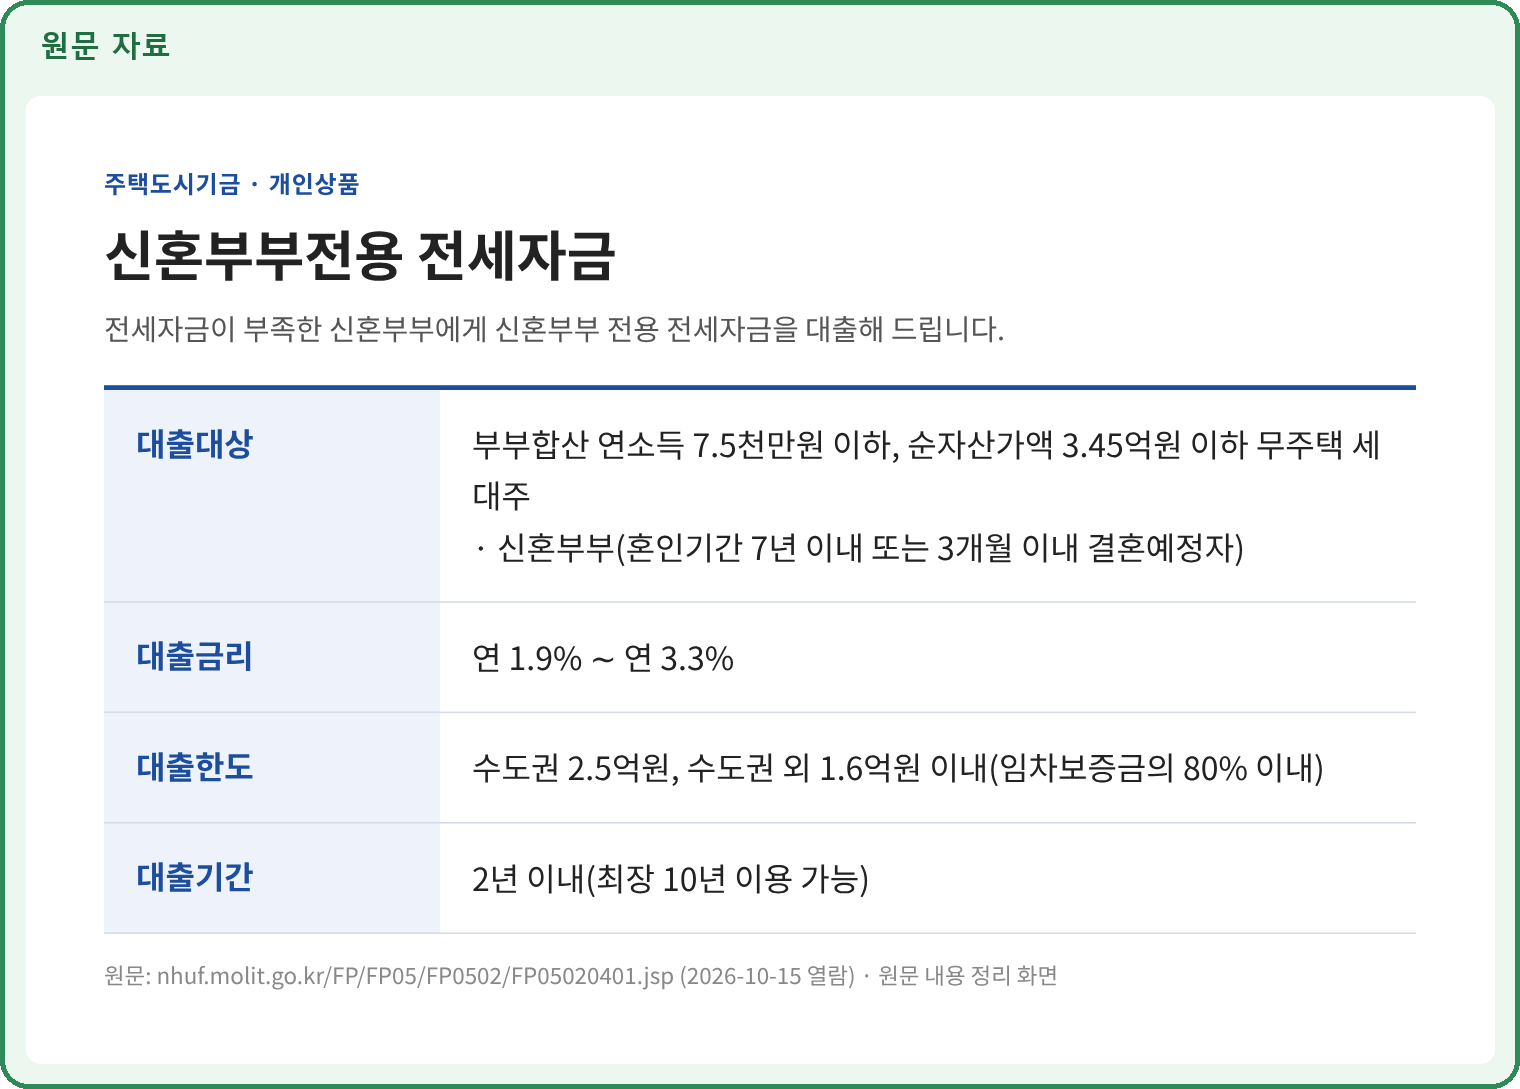 원문 자료
주택도시기금 · 개인상품
신혼부부전용 전세자금
전세자금이 부족한 신혼부부에게 신혼부부 전용 전세자금을 대출해 드립니다.
대출대상
부부합산 연소득 7.5천만원 이하, 순자산가액 3.45억원 이하 무주택 세
대주
· 신혼부부(혼인기간 7년 이내 또는 3개월 이내 결혼예정자)
대출금리
연 1.9% ~ 연 3.3%
대출한도
수도권 2.5억원, 수도권 외 1.6억원 이내(임차보증금의 80% 이내)
대출기간
2년 이내(최장 10년 이용 가능)
원문: nhuf.molit.go.kr/FP/FP05/FP0502/FP05020401.jsp (2026-10-15 열람) · 원문 내용 정리 화면